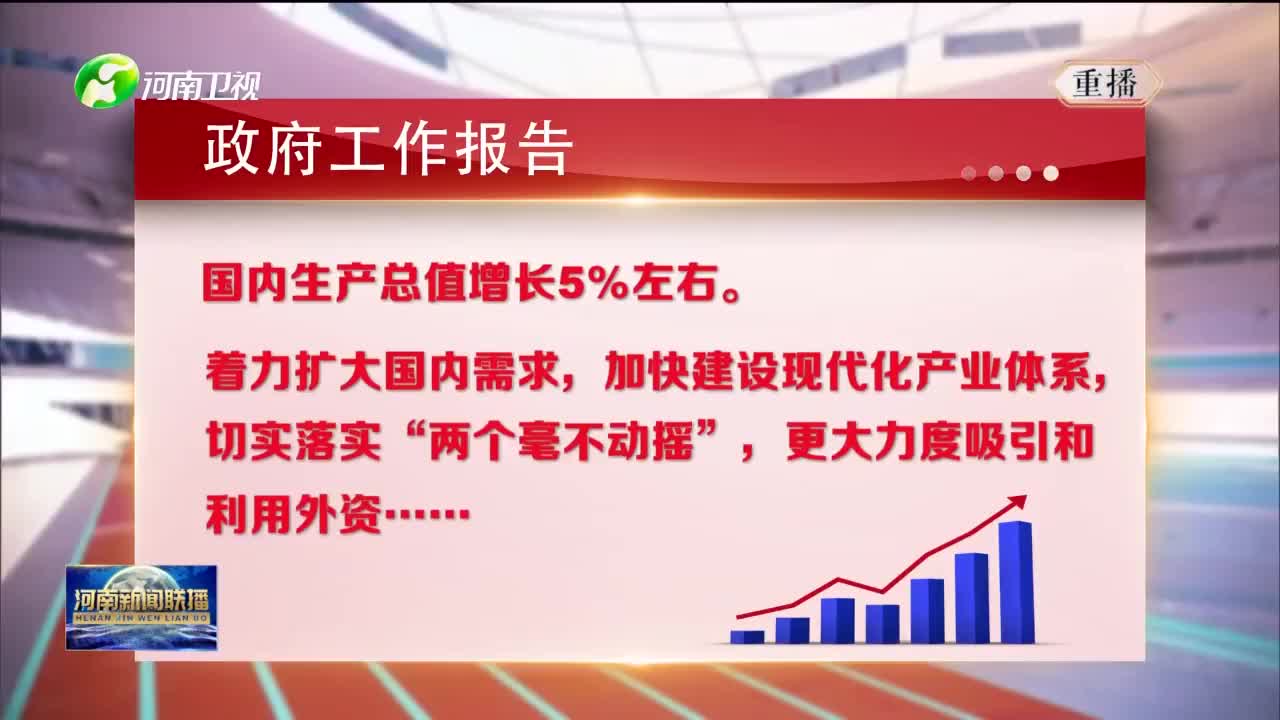 河南卫视
重播
政府工作报告
国内生产总值增长5%左右。
着力扩大国内需求，加快建设现代化产业体系，
切实落实“两个毫不动摇”，更大力度吸引和
利用外资……
河南新闻联播
HENAN XIN WEN LIAN BO